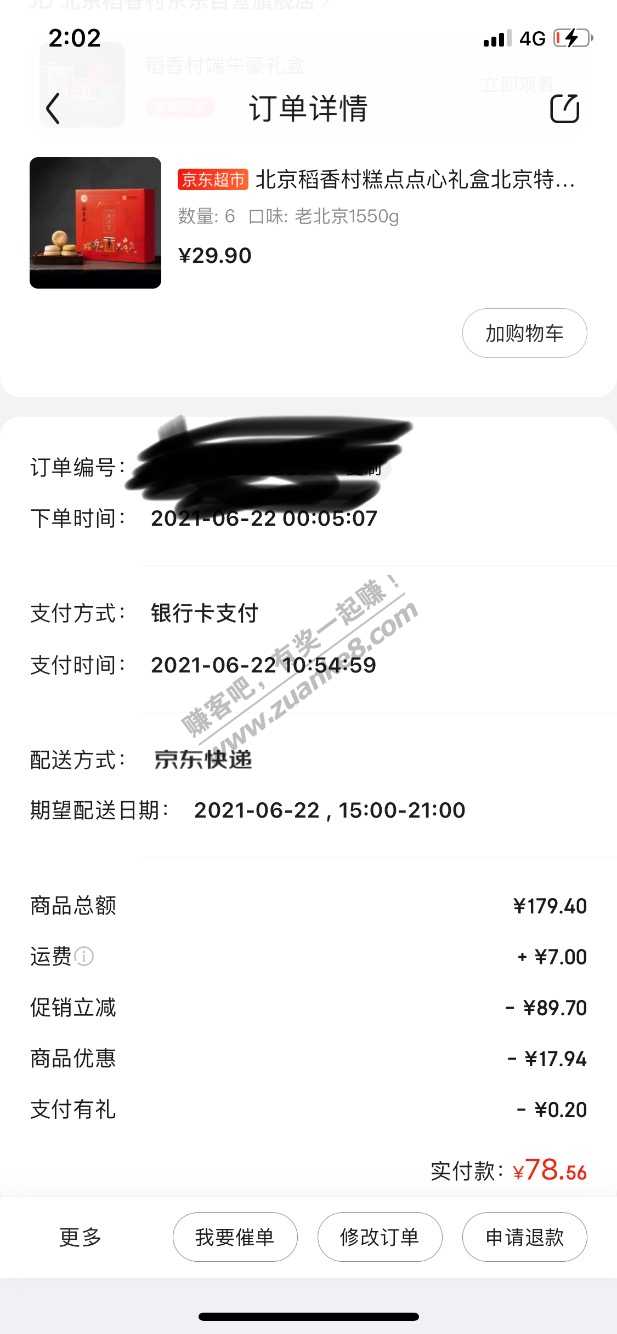 2:02 4G
稻香村端午豪礼盒
立即观看
订单详情
京东超市 北京稻香村糕点点心礼盒北京特...
数量: 6 口味: 老北京1550g
¥29.90
加购物车
订单编号：
下单时间： 2021-06-22 00:05:07
支付方式： 银行卡支付
支付时间： 2021-06-22 10:54:59
赚客吧，有奖一起赚！
www.zuanke8.com
配送方式： 京东快递
期望配送日期： 2021-06-22 , 15:00-21:00
商品总额 ¥179.40
运费 + ¥7.00
促销立减 - ¥89.70
商品优惠 - ¥17.94
支付有礼 - ¥0.20
实付款：¥78.56
更多 我要催单 修改订单 申请退款